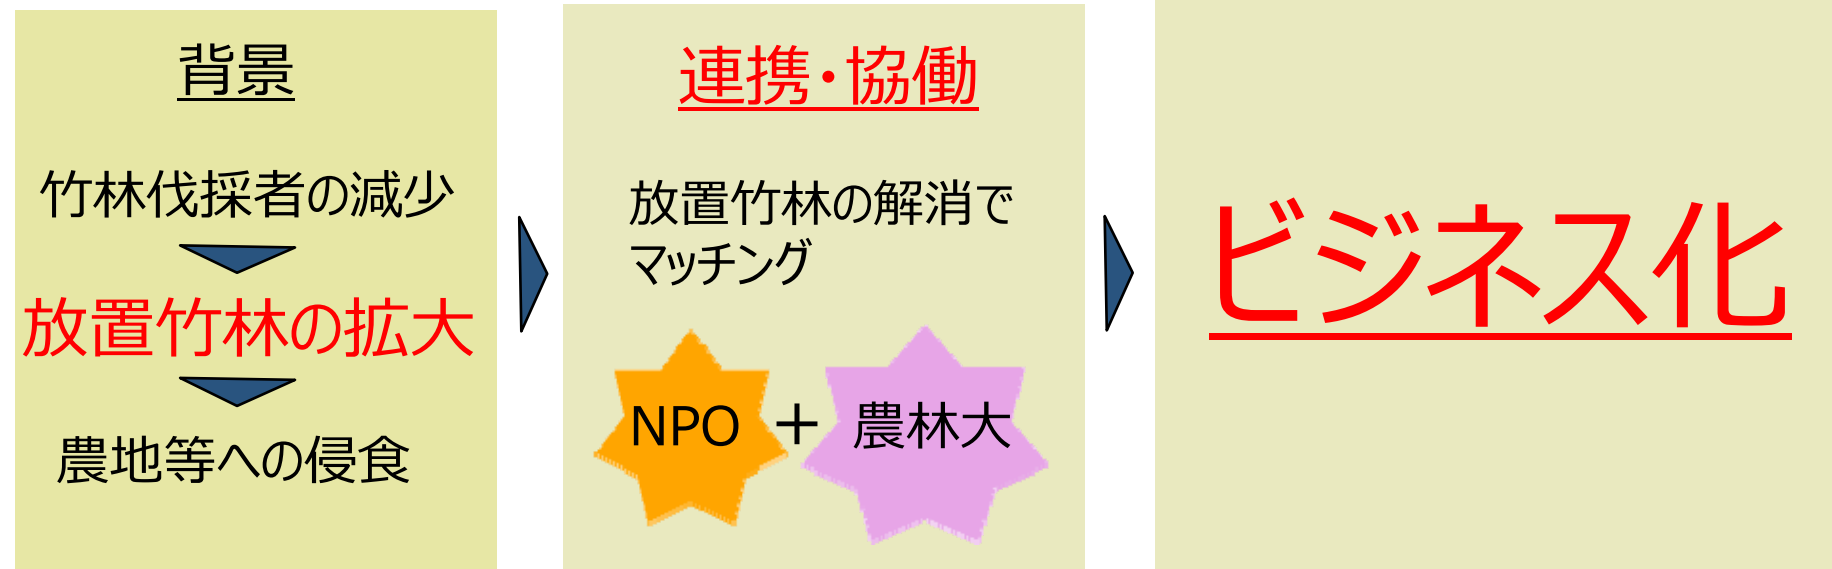 背景
竹林伐採者の減少
放置竹林の拡大
農地等への侵食
連携・協働
放置竹林の解消で
マッチング
NPO＋農林大
ビジネス化